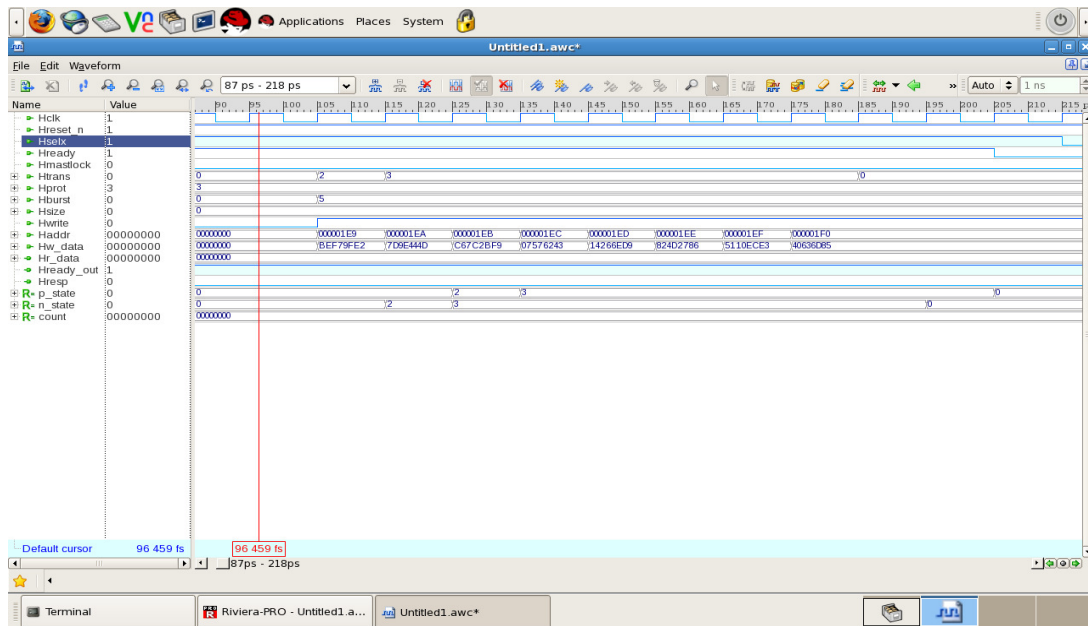 Applications Places System
Untitled1.awc*
File Edit Waveform
87 ps - 218 ps Auto 1 ns
Name Value 90 95 100 105 110 115 120 125 130 135 140 145 150 155 160 165 170 175 180 185 190 195 200 205 210 215
Hclk 1
Hreset_n 1
Hselx 1
Hready 1
Hmastlock 0
Htrans 0 0 2 3 0
Hprot 3 3
Hburst 0 0 5
Hsize 0 0
Hwrite 0
Haddr 00000000 00000000 000001E9 000001EA 000001EB 000001EC 000001ED 000001EE 000001EF 000001F0
Hw_data 00000000 00000000 BEF79FE2 7D9E444D C67C2BF9 07576243 14266ED9 824D2786 5110ECE3 40636D85
Hr_data 00000000 00000000
Hready_out 1
Hresp 0
R= p_state 0 0 2 3 0
R= n_state 0 0 2 3 0
R= count 00000000 00000000
Default cursor 96 459 fs 96 459 fs
87ps - 218ps
Terminal Riviera-PRO - Untitled1.a... Untitled1.awc*